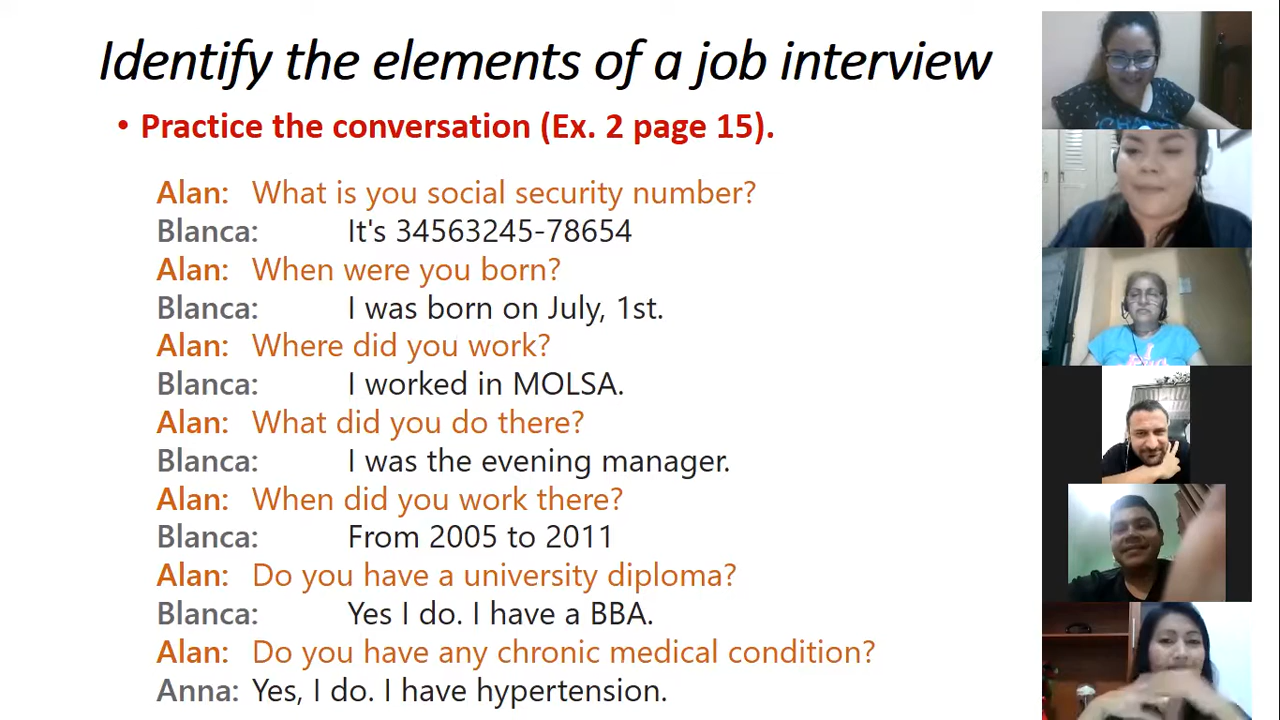 Identify the elements of a job interview
• Practice the conversation (Ex. 2 page 15).
Alan: What is you social security number?
Blanca: It's 34563245-78654
Alan: When were you born?
Blanca: I was born on July, 1st.
Alan: Where did you work?
Blanca: I worked in MOLSA.
Alan: What did you do there?
Blanca: I was the evening manager.
Alan: When did you work there?
Blanca: From 2005 to 2011
Alan: Do you have a university diploma?
Blanca: Yes I do. I have a BBA.
Alan: Do you have any chronic medical condition?
Anna: Yes, I do. I have hypertension.